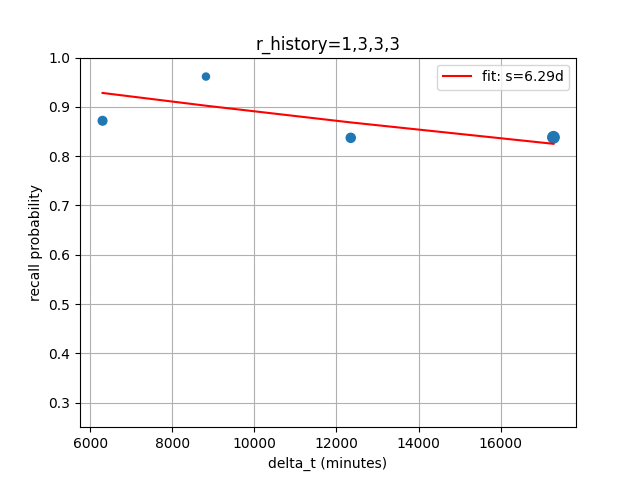 r_history=1,3,3,3
fit: s=6.29d
1.0
0.9
0.8
0.7
0.6
0.5
0.4
0.3
recall probability
6000 8000 10000 12000 14000 16000
delta_t (minutes)